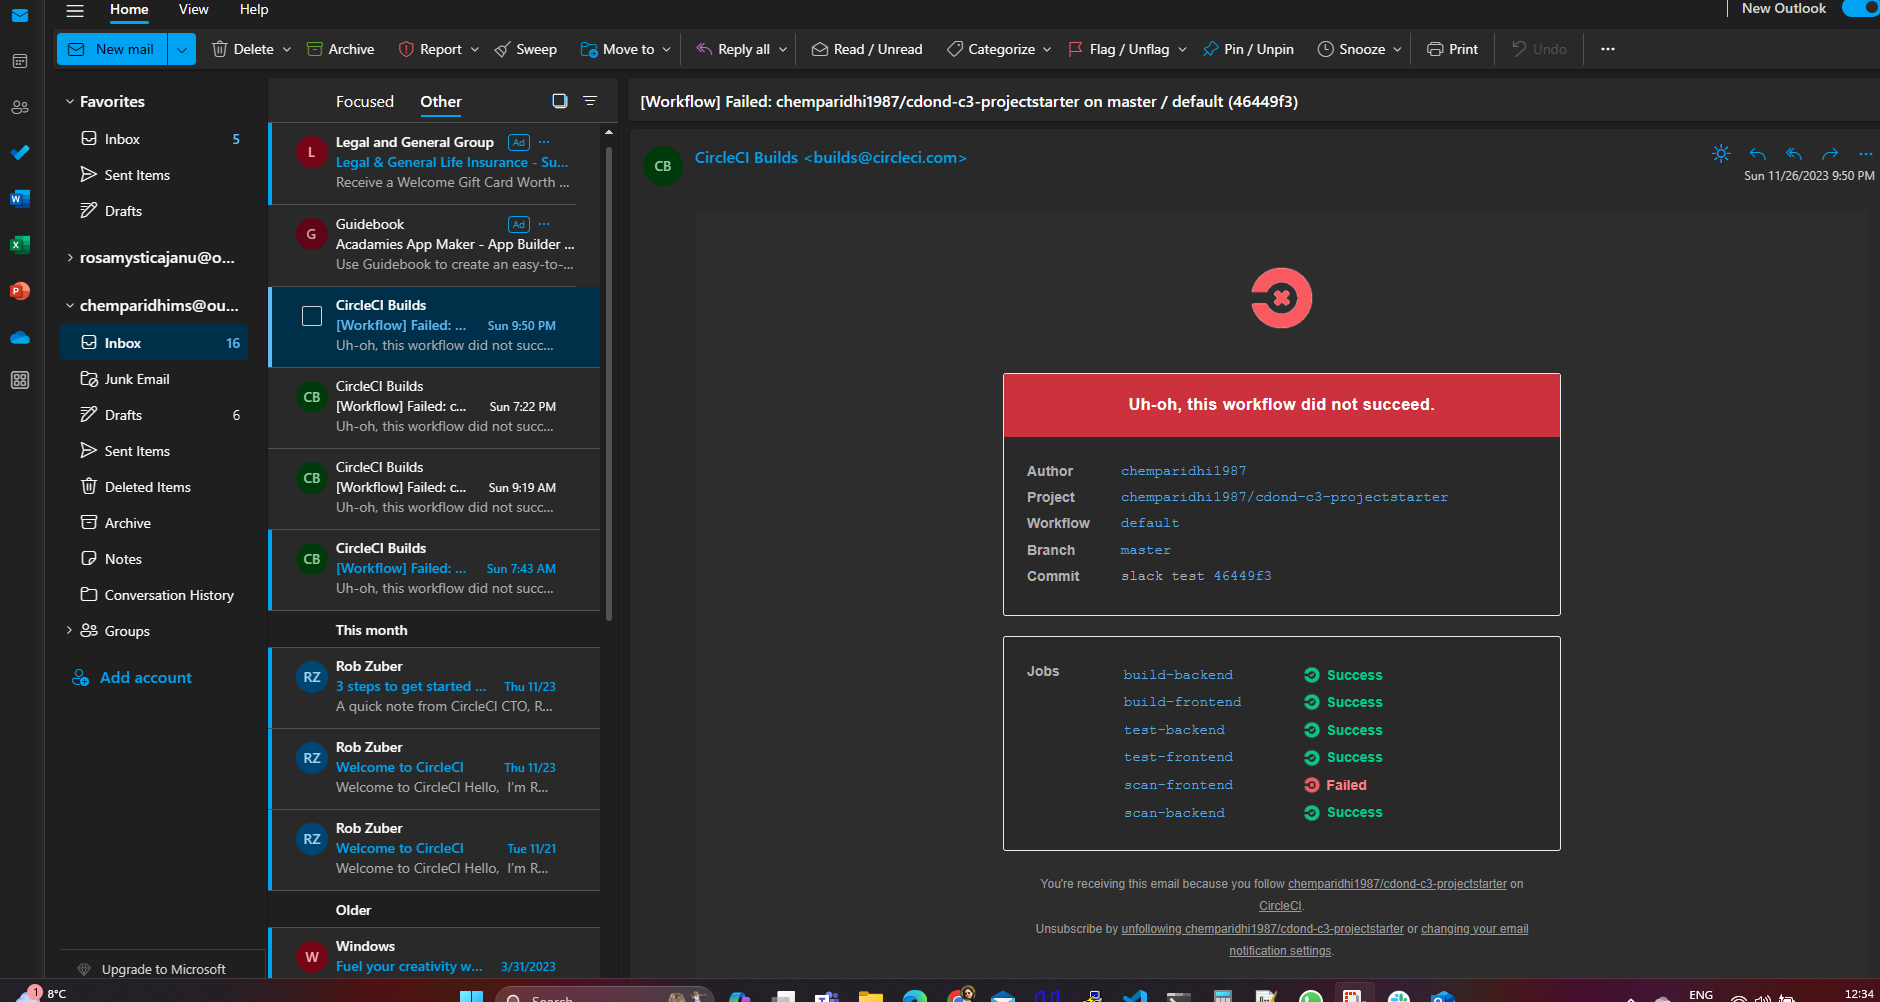 Home View Help
New Outlook
New mail Delete Archive Report Sweep Move to Reply all Read / Unread Categorize Flag / Unflag Pin / Unpin Snooze Print Undo ...
Favorites
Inbox 5
Sent Items
Drafts
rosamysticajanu@o...
chemparidhims@ou...
Inbox 16
Junk Email
Drafts 6
Sent Items
Deleted Items
Archive
Notes
Conversation History
Groups
Add account
Upgrade to Microsoft
Focused Other
L
Legal and General Group Ad ...
Legal & General Life Insurance - Su...
Receive a Welcome Gift Card Worth ...
G
Guidebook Ad ...
Acadamies App Maker - App Builder ...
Use Guidebook to create an easy-to-...
CircleCI Builds
[Workflow] Failed: ... Sun 9:50 PM
Uh-oh, this workflow did not succ...
CB
CircleCI Builds
[Workflow] Failed: c... Sun 7:22 PM
Uh-oh, this workflow did not succ...
CB
CircleCI Builds
[Workflow] Failed: c... Sun 9:19 AM
Uh-oh, this workflow did not succ...
CB
CircleCI Builds
[Workflow] Failed: ... Sun 7:43 AM
Uh-oh, this workflow did not succ...
This month
RZ
Rob Zuber
3 steps to get started ... Thu 11/23
A quick note from CircleCI CTO, R...
RZ
Rob Zuber
Welcome to CircleCI Thu 11/23
Welcome to CircleCI Hello, I'm R...
RZ
Rob Zuber
Welcome to CircleCI Tue 11/21
Welcome to CircleCI Hello, I'm R...
Older
W
Windows
Fuel your creativity w... 3/31/2023
[Workflow] Failed: chemparidhi1987/cdond-c3-projectstarter on master / default (46449f3)
CB
CircleCI Builds <builds@circleci.com>
Sun 11/26/2023 9:50 PM
Uh-oh, this workflow did not succeed.
Author chemparidhi1987
Project chemparidhi1987/cdond-c3-projectstarter
Workflow default
Branch master
Commit slack test 46449f3
Jobs
build-backend Success
build-frontend Success
test-backend Success
test-frontend Success
scan-frontend Failed
scan-backend Success
You're receiving this email because you follow chemparidhi1987/cdond-c3-projectstarter on
CircleCI.
Unsubscribe by unfollowing chemparidhi1987/cdond-c3-projectstarter or changing your email
notification settings.
1
8°C
Search
ENG
12:34